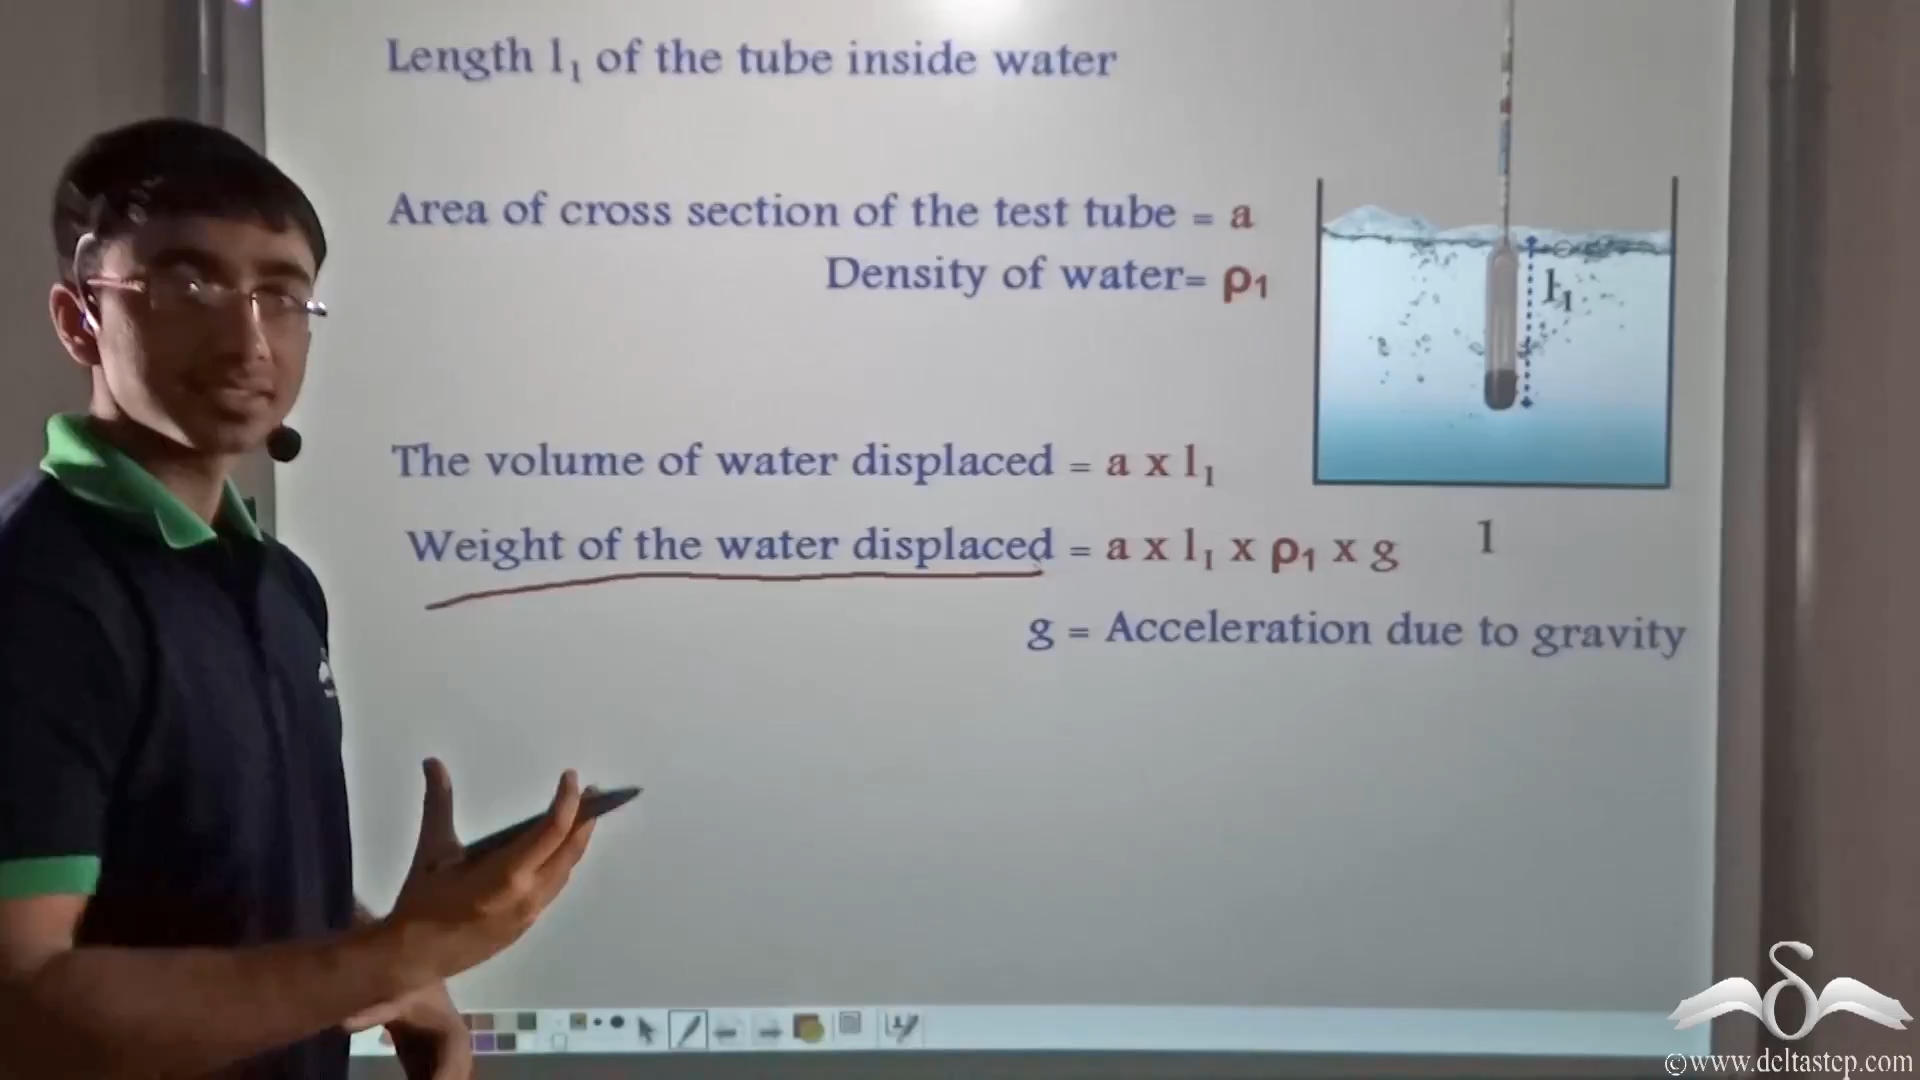 Length l₁ of the tube inside water
Area of cross section of the test tube = a
Density of water= ρ₁
l₁
The volume of water displaced = a x l₁
Weight of the water displaced = a x l₁ x ρ₁ x g
1
g = Acceleration due to gravity
©www.deltastep.com